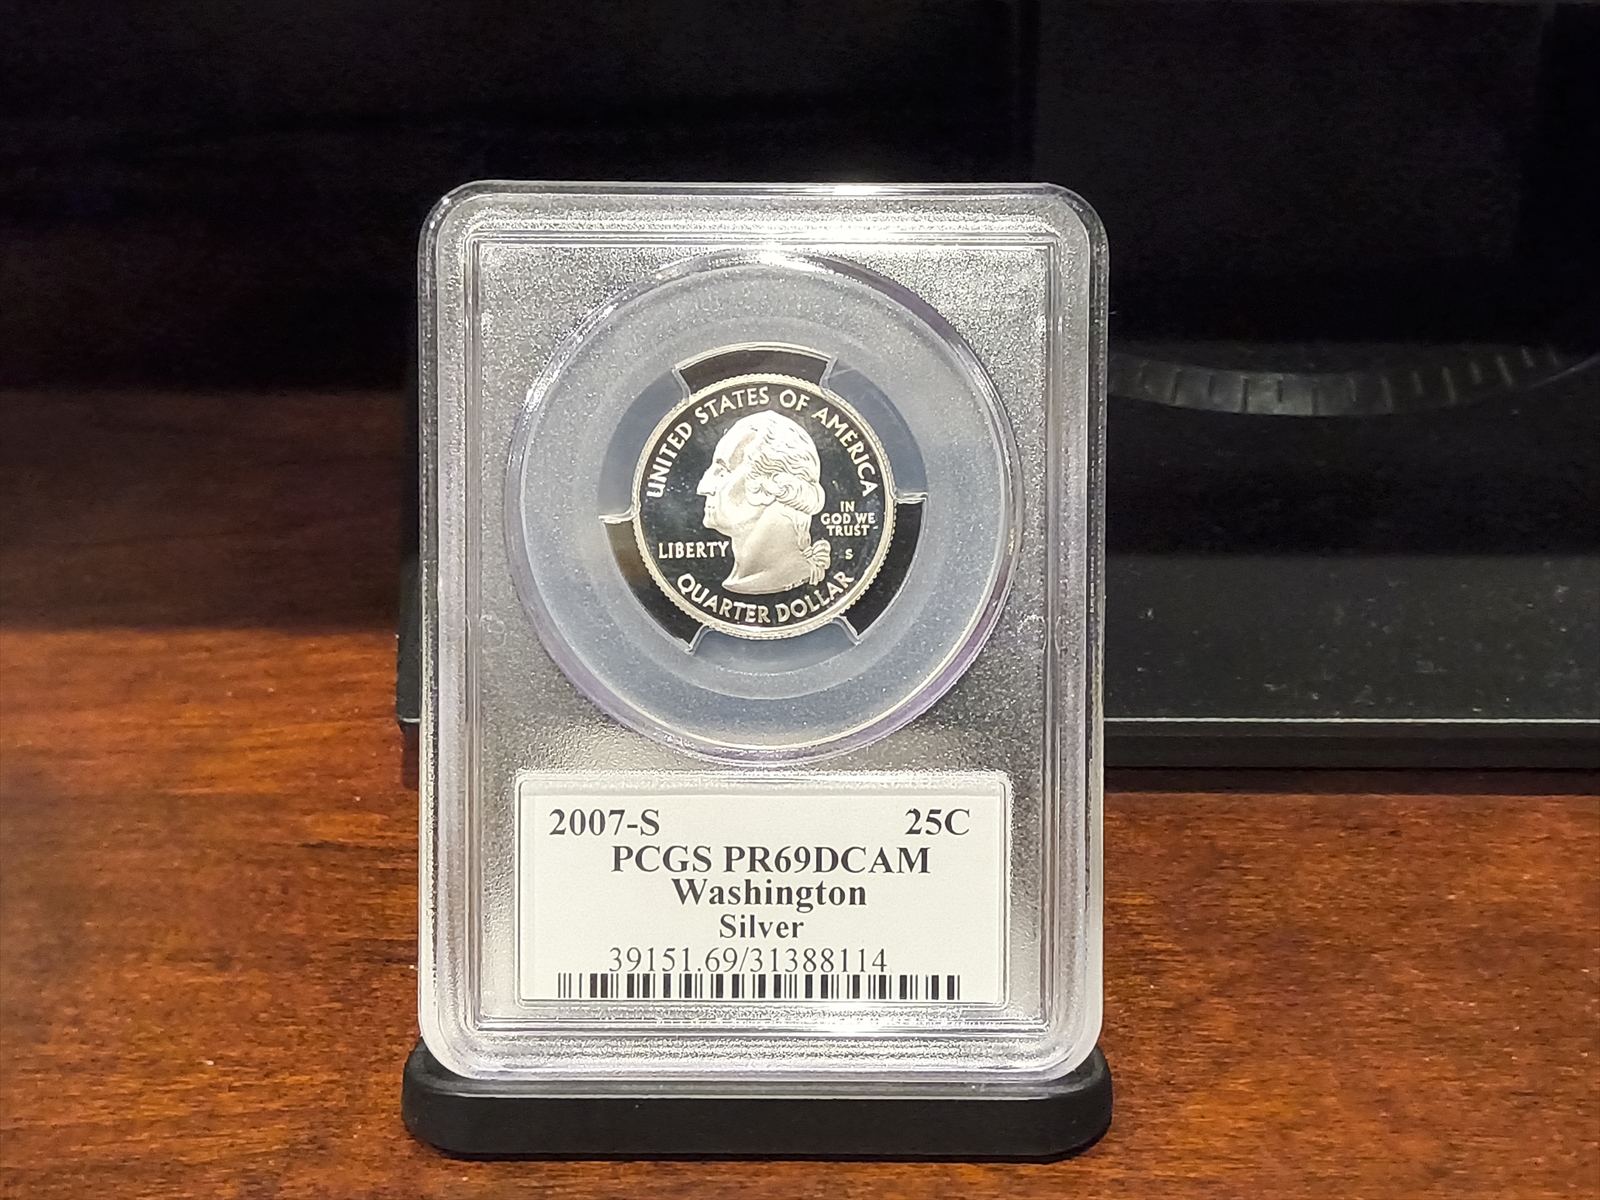 UNITED STATES OF AMERICA
IN
GOD WE
TRUST
LIBERTY
S
QUARTER DOLLAR
2007-S 25C
PCGS PR69DCAM
Washington
Silver
39151.69/31388114